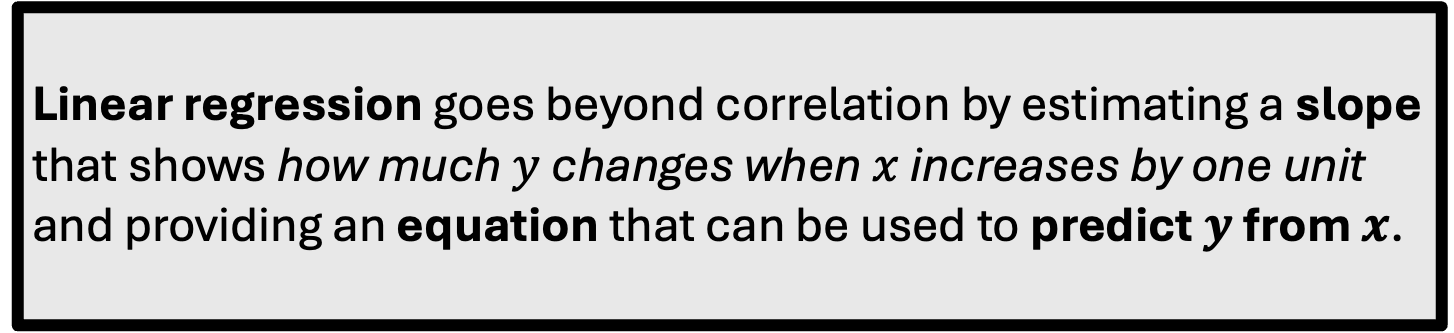 Linear regression goes beyond correlation by estimating a slope
that shows how much y changes when x increases by one unit
and providing an equation that can be used to predict y from x.